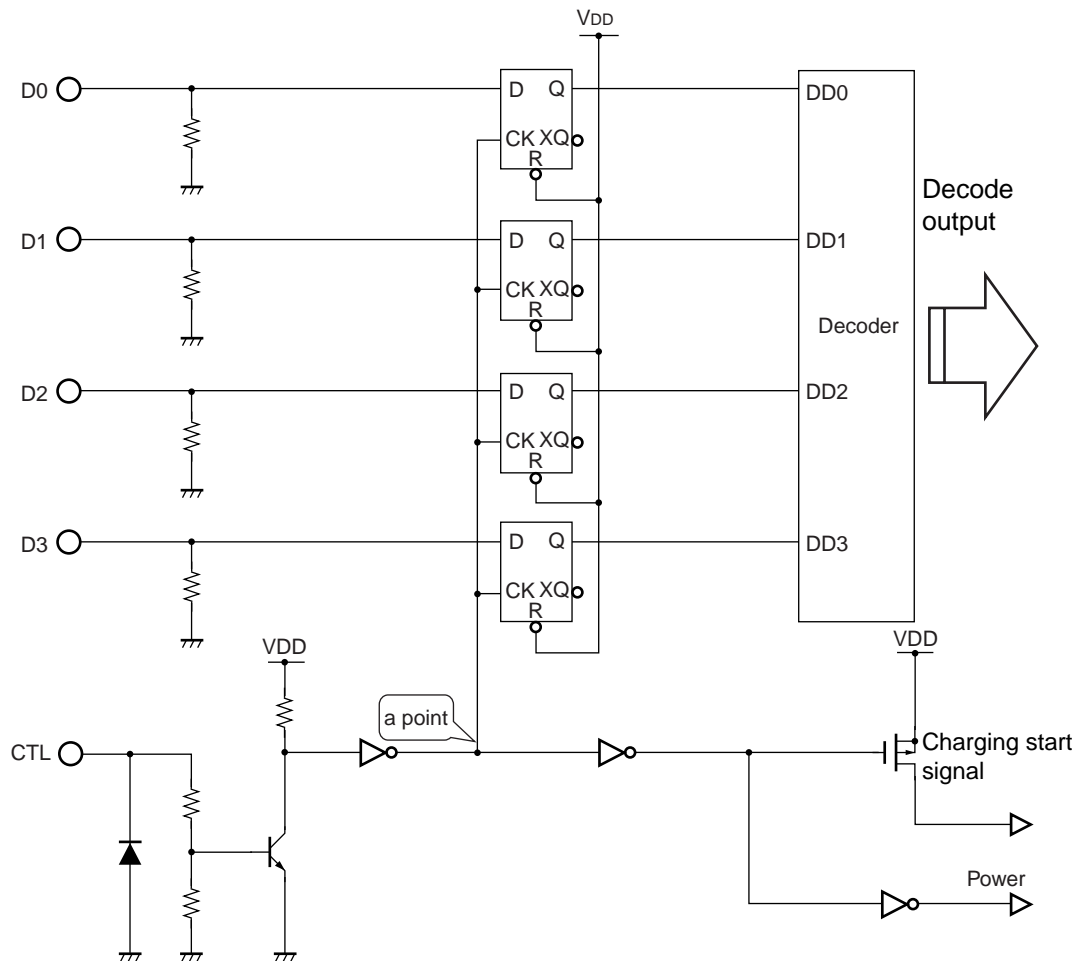 VDD
D0
D
Q
DD0
CK
XQ
R
Decode
output
D1
D
Q
DD1
CK
XQ
R
Decoder
D2
D
Q
DD2
CK
XQ
R
D3
D
Q
DD3
CK
XQ
R
VDD
VDD
a point
CTL
Charging start
signal
Power